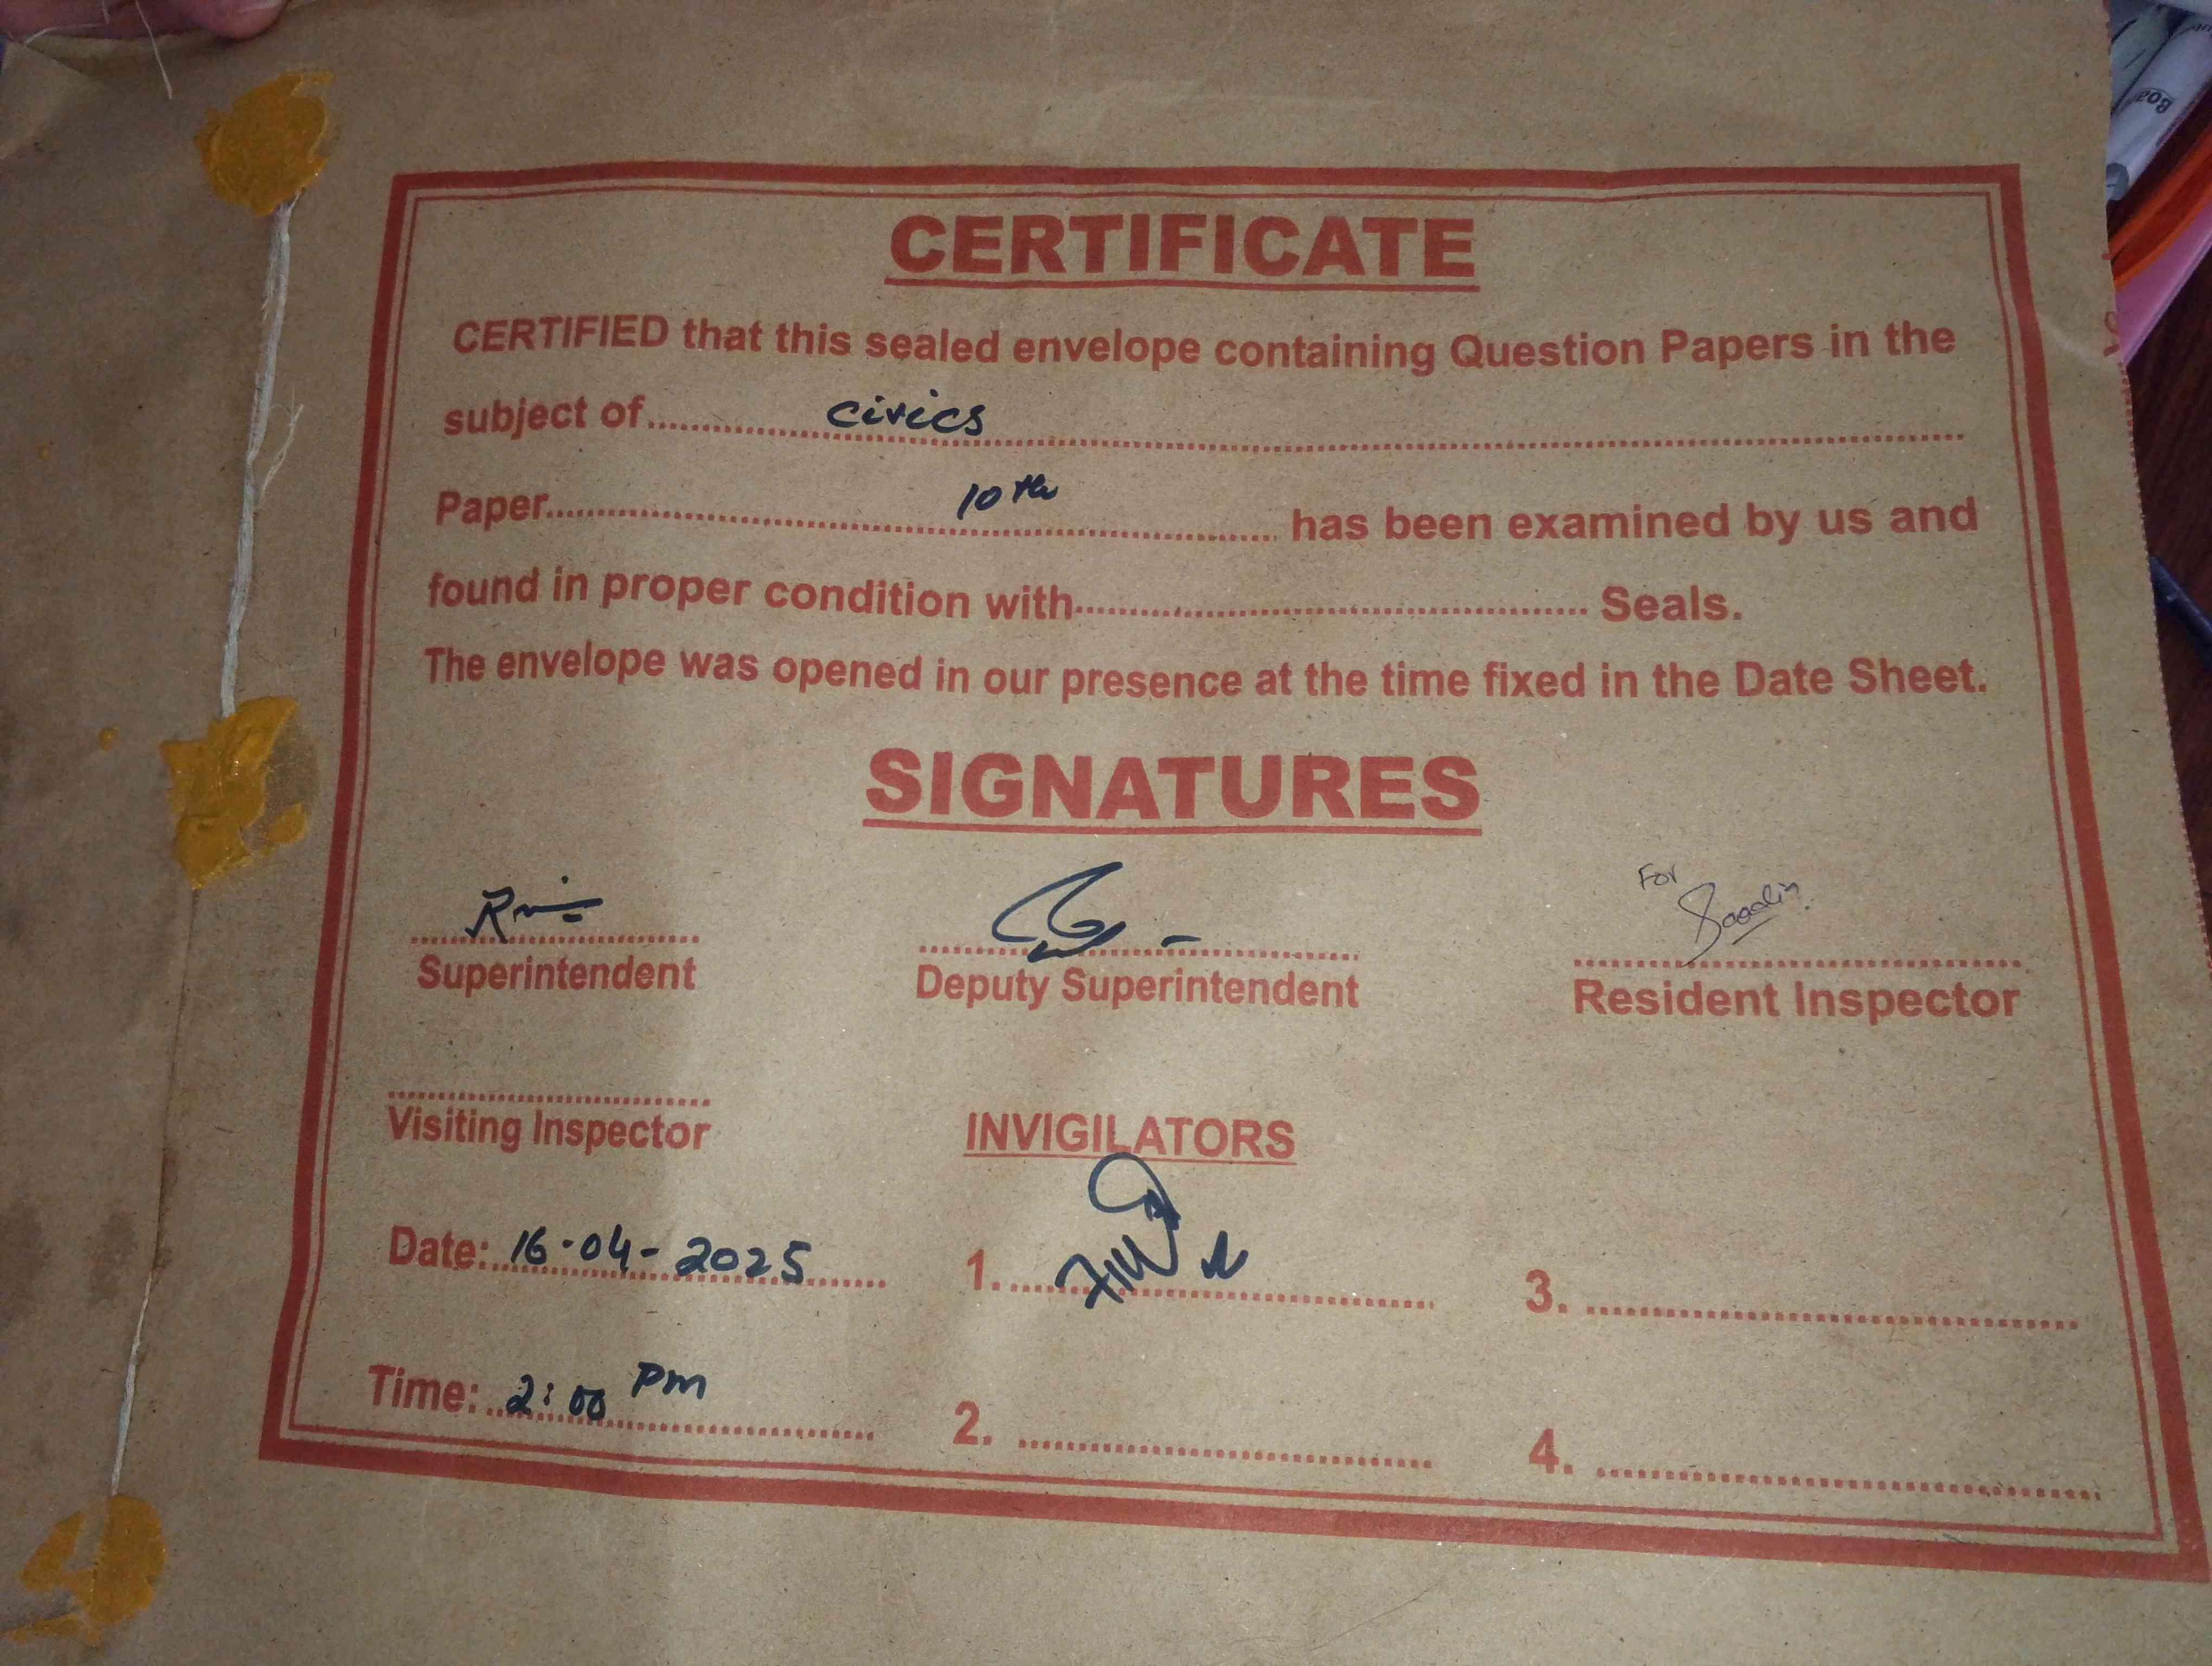 CERTIFICATE
CERTIFIED that this sealed envelope containing Question Papers in the
subject of.......... civics ..........
Paper.......... 10th .......... has been examined by us and
found in proper condition with.......... Seals.
The envelope was opened in our presence at the time fixed in the Date Sheet.
SIGNATURES
For
Superintendent Deputy Superintendent Resident Inspector
Visiting Inspector INVIGILATORS
Date: 16-04-2025 1. .......... 3. ..........
Time: 2:00 Pm 2. .......... 4. ..........